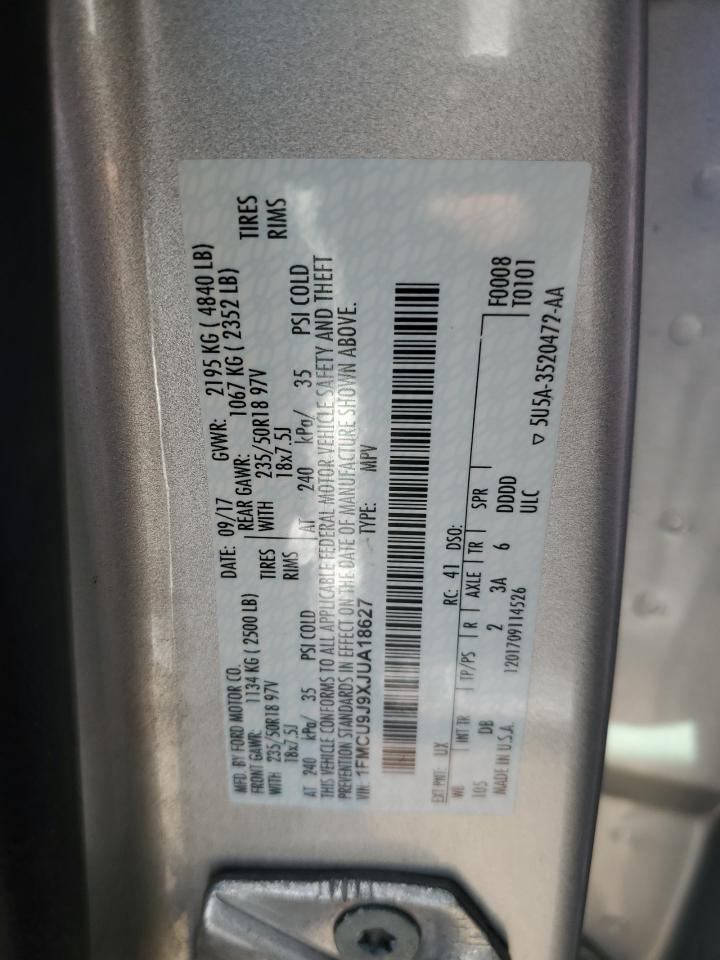 MFD. BY FORD MOTOR CO. DATE: 09/17 GVWR: 2195 KG ( 4840 LB)
FRONT GAWR: 1134 KG ( 2500 LB) REAR GAWR: 1067 KG ( 2352 LB)
WITH 235/50R18 97V TIRES WITH 235/50R18 97V TIRES
18x7.5J RIMS 18x7.5J RIMS
AT 240 kPa/ 35 PSI COLD AT 240 kPa/ 35 PSI COLD
THIS VEHICLE CONFORMS TO ALL APPLICABLE FEDERAL MOTOR VEHICLE SAFETY AND THEFT
PREVENTION STANDARDS IN EFFECT ON THE DATE OF MANUFACTURE SHOWN ABOVE.
VIN: 1FMCU9J9XJUA18627 TYPE: MPV
EXT PNT: UX RC: 41 DSO:
WB INT TR TP/PS R AXLE TR SPR F0008
105 DB 2 3A 6 DDDD T0101
MADE IN U.S.A. 1201709114526 ULC
▽ 5U5A-3520472-AA